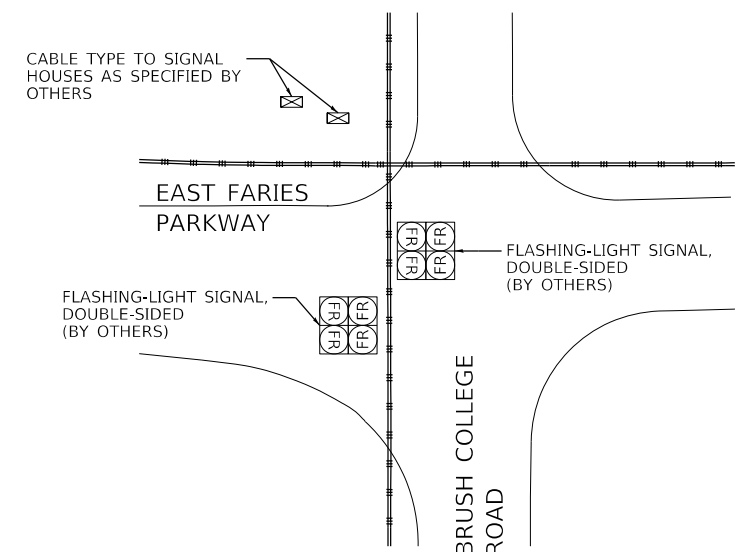 CABLE TYPE TO SIGNAL
HOUSES AS SPECIFIED BY
OTHERS
EAST FARIES
PARKWAY
FR FR
FR FR
FLASHING-LIGHT SIGNAL,
DOUBLE-SIDED
(BY OTHERS)
FLASHING-LIGHT SIGNAL,
DOUBLE-SIDED
(BY OTHERS)
FR FR
FR FR
BRUSH COLLEGE
ROAD